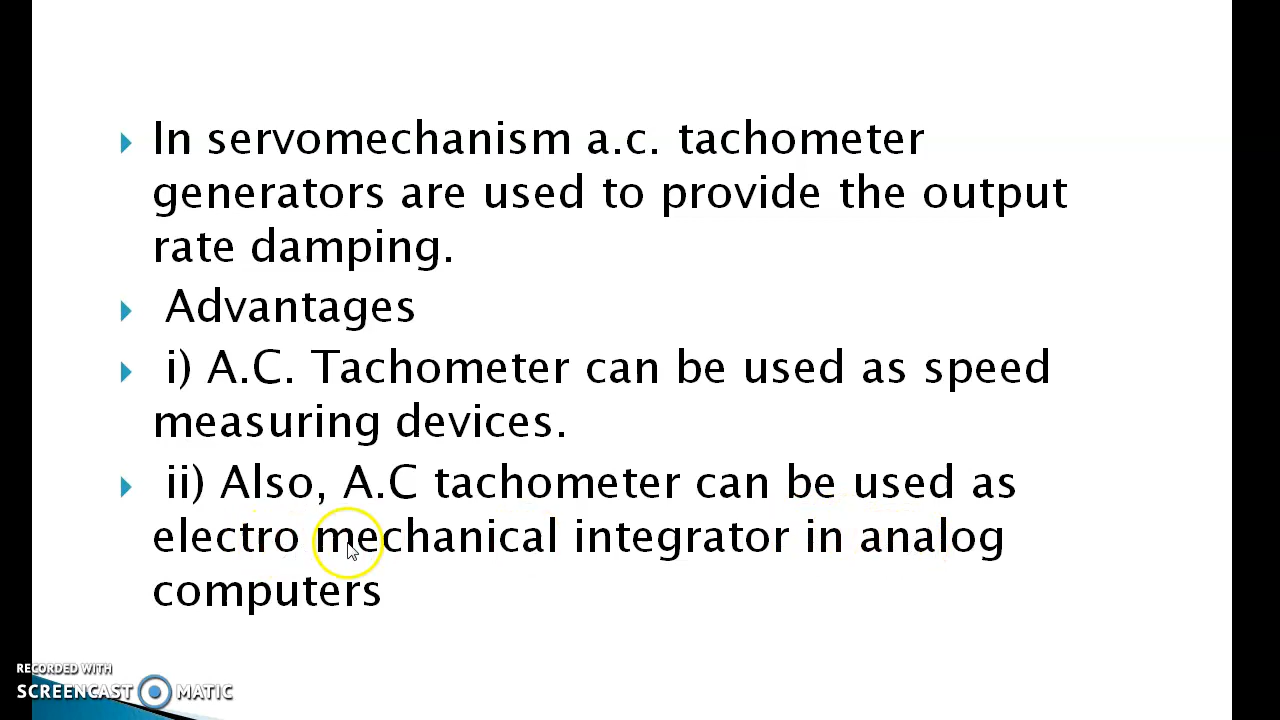 In servomechanism a.c. tachometer
generators are used to provide the output
rate damping.
Advantages
i) A.C. Tachometer can be used as speed
measuring devices.
ii) Also, A.C tachometer can be used as
electro mechanical integrator in analog
computers
RECORDED WITH
SCREENCAST MATIC